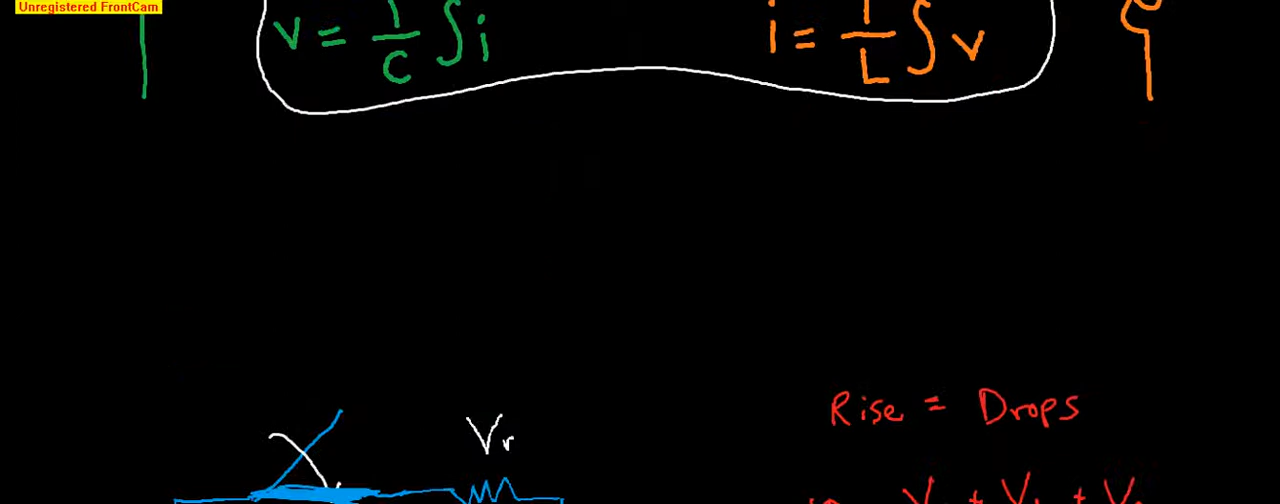 Unregistered FrontCam
v = 1/C ∫ i
i = 1/L ∫ v
Rise = Drops
Vr